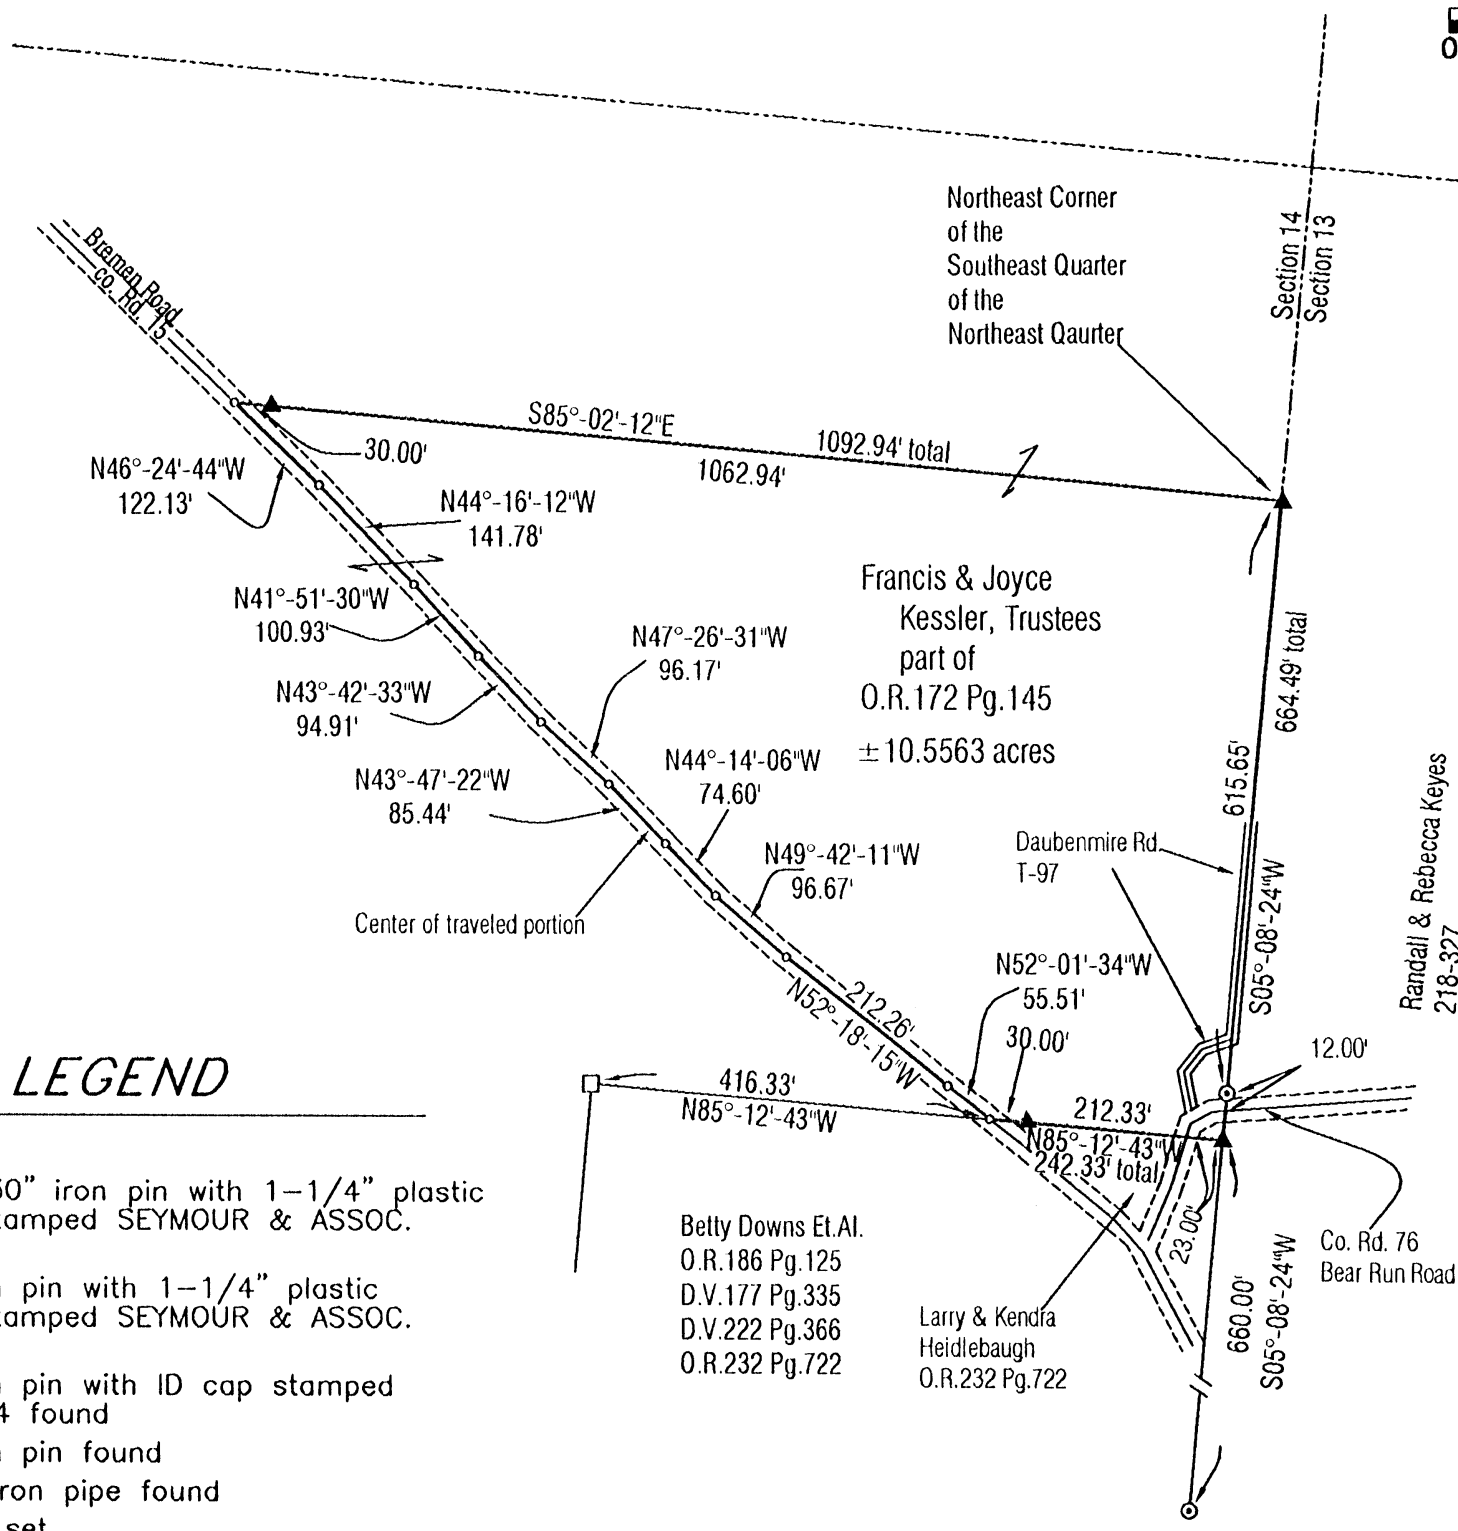 Northeast Corner
of the
Southeast Quarter
of the
Northeast Qaurter
Section 14
Section 13
Bremen Road
co. Rd. 15
S85°-02'-12"E
1092.94' total
1062.94'
30.00'
N46°-24'-44"W
122.13'
N44°-16'-12"W
141.78'
N41°-51'-30"W
100.93'
N47°-26'-31"W
96.17'
N43°-42'-33"W
94.91'
N44°-14'-06"W
74.60'
N43°-47'-22"W
85.44'
N49°-42'-11"W
96.67'
Francis & Joyce
Kessler, Trustees
part of
O.R.172 Pg.145
±10.5563 acres
664.49' total
615.65'
S05°-08'-24"W
Randall & Rebecca Keyes
218-327
Daubenmire Rd.
T-97
Center of traveled portion
N52°-01'-34"W
55.51'
30.00'
212.26'
N52°-18'-15"W
12.00'
416.33'
N85°-12'-43"W
212.33'
N85°-12'-43"W
242.33' total
23.00'
660.00'
S05°-08'-24"W
Co. Rd. 76
Bear Run Road
Betty Downs Et.Al.
O.R.186 Pg.125
D.V.177 Pg.335
D.V.222 Pg.366
O.R.232 Pg.722
Larry & Kendra
Heidlebaugh
O.R.232 Pg.722
LEGEND
iron pin with 1-1/4" plastic
SEYMOUR & ASSOC.
pin with 1-1/4" plastic
SEYMOUR & ASSOC.
pin with ID cap stamped
found
pin found
pipe found
set